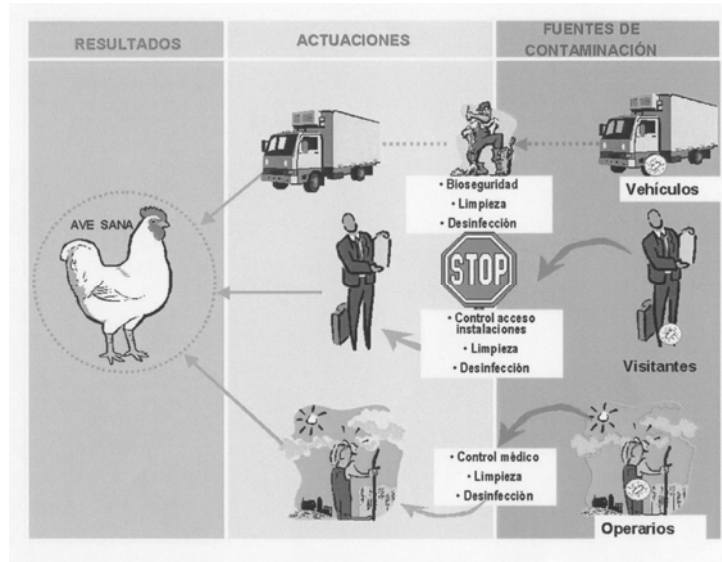 RESULTADOS
ACTUACIONES
FUENTES DE
CONTAMINACIÓN
AVE SANA
• Bioseguridad
• Limpieza
• Desinfección
Vehículos
STOP
• Control acceso
instalaciones
• Limpieza
• Desinfección
Visitantes
• Control médico
• Limpieza
• Desinfección
Operarios